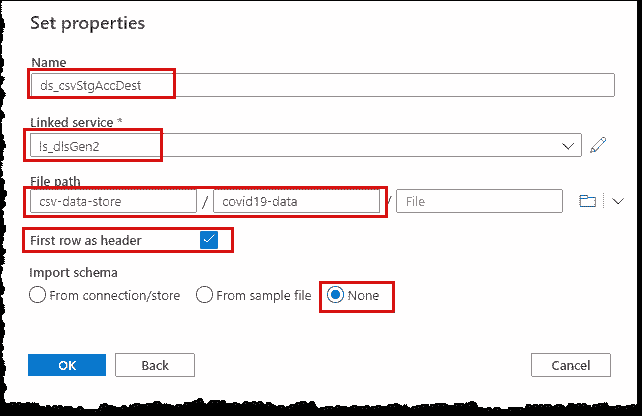 Set properties
Name
ds_csvStgAccDest
Linked service *
ls_dlsGen2
File path
csv-data-store / covid19-data / File
First row as header
Import schema
From connection/store From sample file None
OK Back Cancel